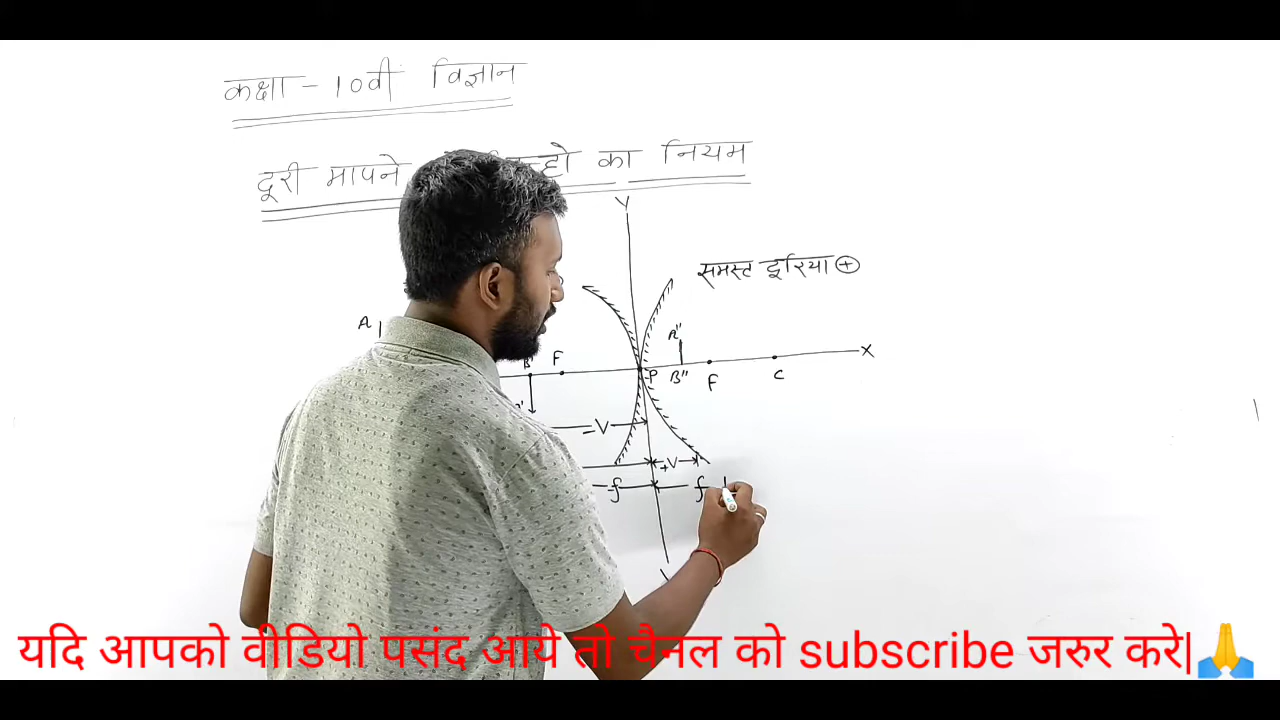 कक्षा - 10वी विज्ञान
दूरी मापने का नियम
Y
समस्ट दूरिया +
A
A"
B' F P B" F C X
=V
+V
-f f
यदि आपको वीडियो पसंद आये तो चैनल को subscribe जरुर करे|🙏